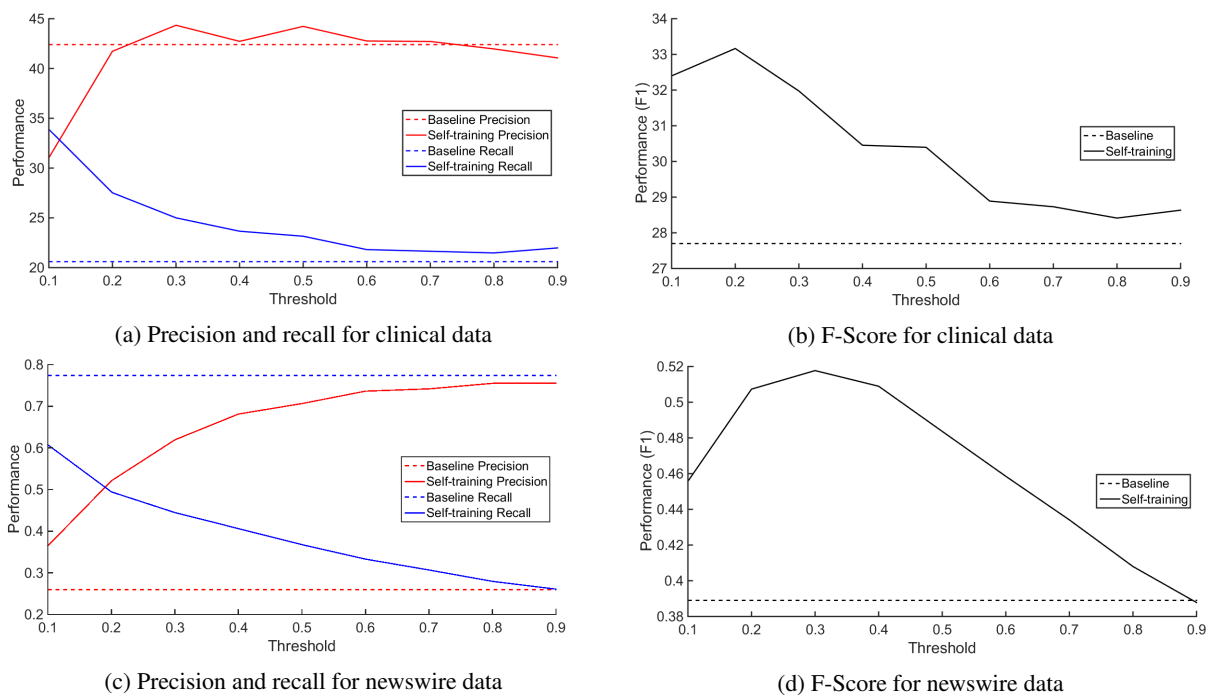 45
40
35
30
25
20
Performance
Baseline Precision
Self-training Precision
Baseline Recall
Self-training Recall
0.1 0.2 0.3 0.4 0.5 0.6 0.7 0.8 0.9
Threshold
(a) Precision and recall for clinical data
34
33
32
31
30
29
28
27
Performance (F1)
Baseline
Self-training
0.1 0.2 0.3 0.4 0.5 0.6 0.7 0.8 0.9
Threshold
(b) F-Score for clinical data
0.8
0.7
0.6
0.5
0.4
0.3
0.2
Performance
Baseline Precision
Self-training Precision
Baseline Recall
Self-training Recall
0.1 0.2 0.3 0.4 0.5 0.6 0.7 0.8 0.9
Threshold
(c) Precision and recall for newswire data
0.52
0.5
0.48
0.46
0.44
0.42
0.4
0.38
Performance (F1)
Baseline
Self-training
0.1 0.2 0.3 0.4 0.5 0.6 0.7 0.8 0.9
Threshold
(d) F-Score for newswire data